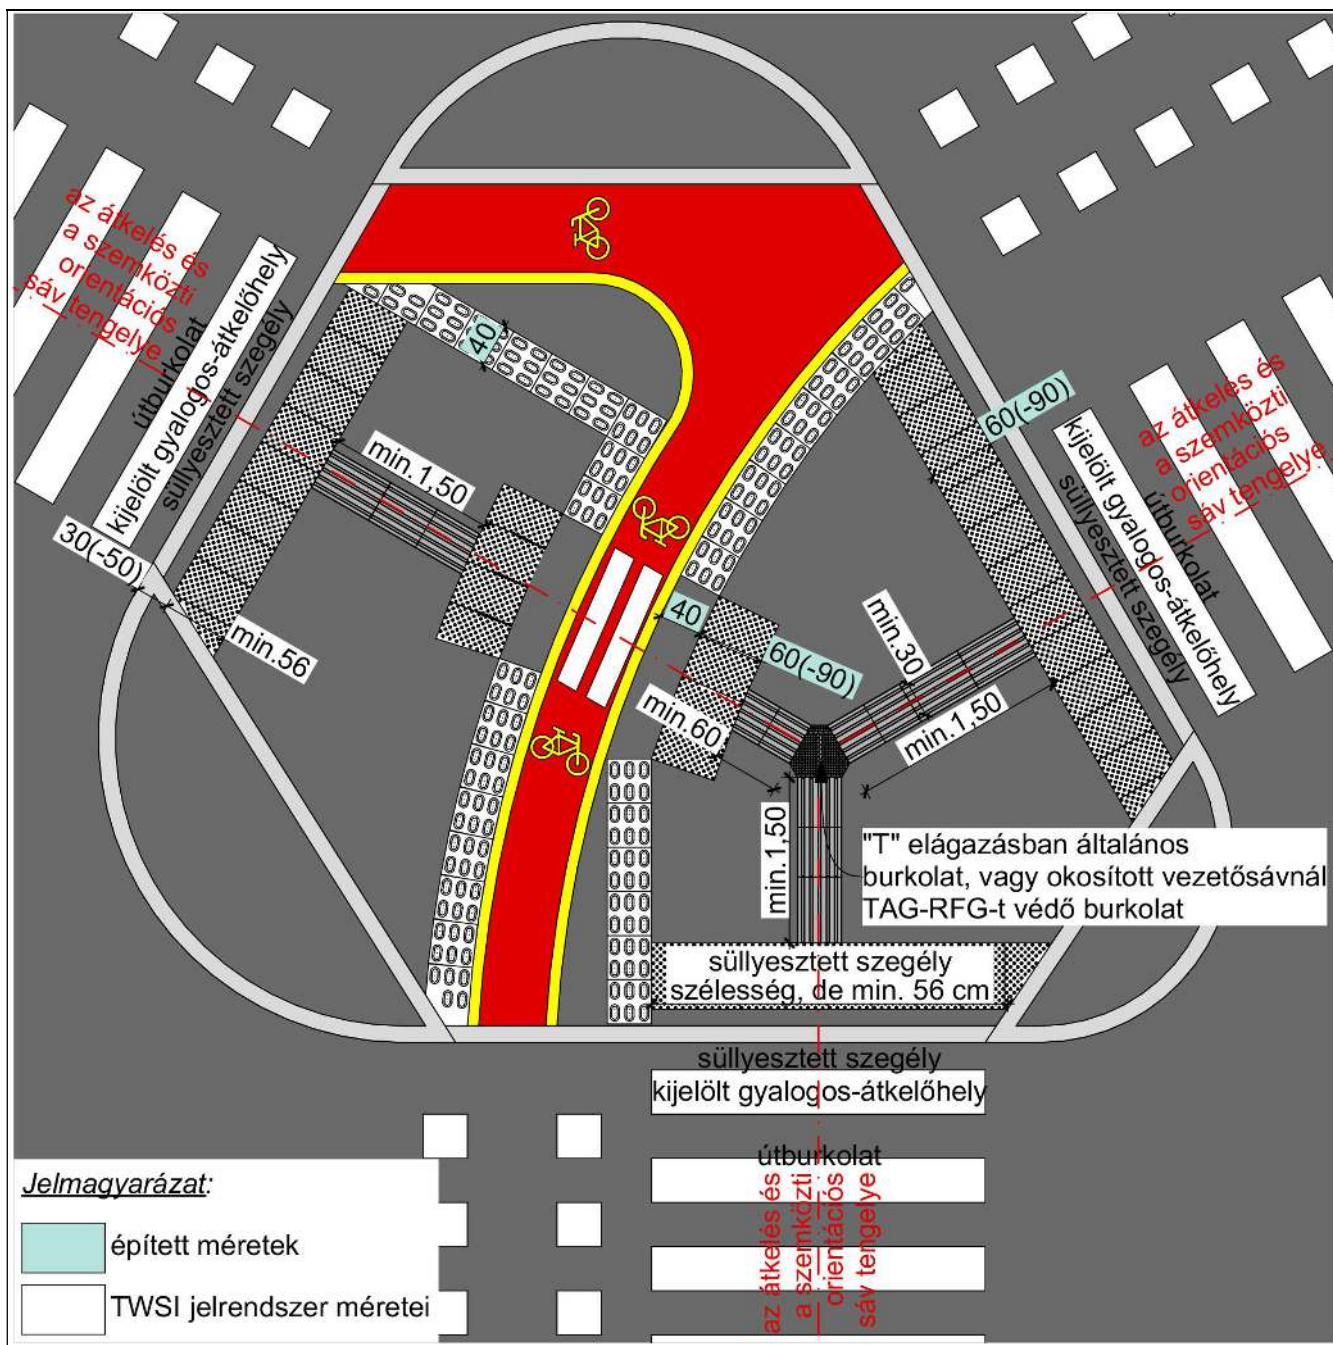 az átkelés és
a szemközti
orientációs
sáv tengelye
útburkolat
kijelölt gyalogos-átkelőhely
süllyesztett szegély
30(-50)
min.56
min.1,50
40
60(-90)
az átkelés és
a szemközti
orientációs
sáv tengelye
útburkolat
kijelölt gyalogos-átkelőhely
süllyesztett szegély
40
60(-90)
min.60
min.30
min.1,50
min.1,50
"T" elágazásban általános
burkolat, vagy okosított vezetősávnál
TAG-RFG-t védő burkolat
süllyesztett szegély
szélesség, de min. 56 cm
süllyesztett szegély
kijelölt gyalogos-átkelőhely
útburkolat
az átkelés és
a szemközti
orientációs
sáv tengelye
Jelmagyarázat:
épített méretek
TWSI jelrendszer méretei